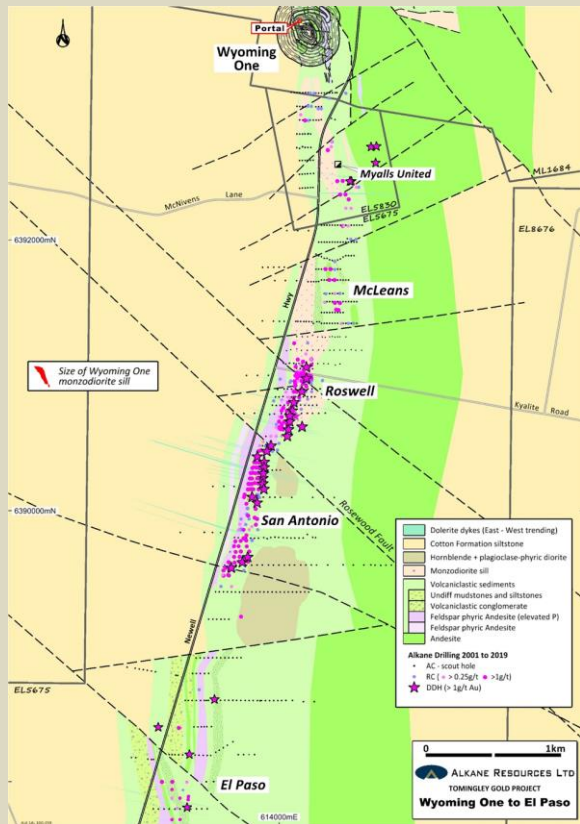 Portal
Wyoming
One
Myalls United
ML1684
McNivens
Lane
EL5830
EL5675
EL8676
6392000mN
McLeans
Hwy
Size of Wyoming One
monzodiorite sill
Roswell
Kyalite
Road
6390000mN
San Antonio
Rosewood Fault
Newell
EL5675
El Paso
614000mE
Dolerite dykes (East - West trending)
Cotton Formation siltstone
Hornblende + plagioclase-phyric diorite
Monzodiorite sill
Volcaniclastic sediments
Undiff mudstones and siltstones
Volcaniclastic conglomerate
Feldspar phyric Andesite (elevated P)
Feldspar phyric Andesite
Andesite
Alkane Drilling 2001 to 2019
AC - scout hole
RC ( > 0.25g/t >1g/t)
DDH (> 1g/t Au)
0 1km
ALKANE RESOURCES LTD
TOMINGLEY GOLD PROJECT
Wyoming One to El Paso